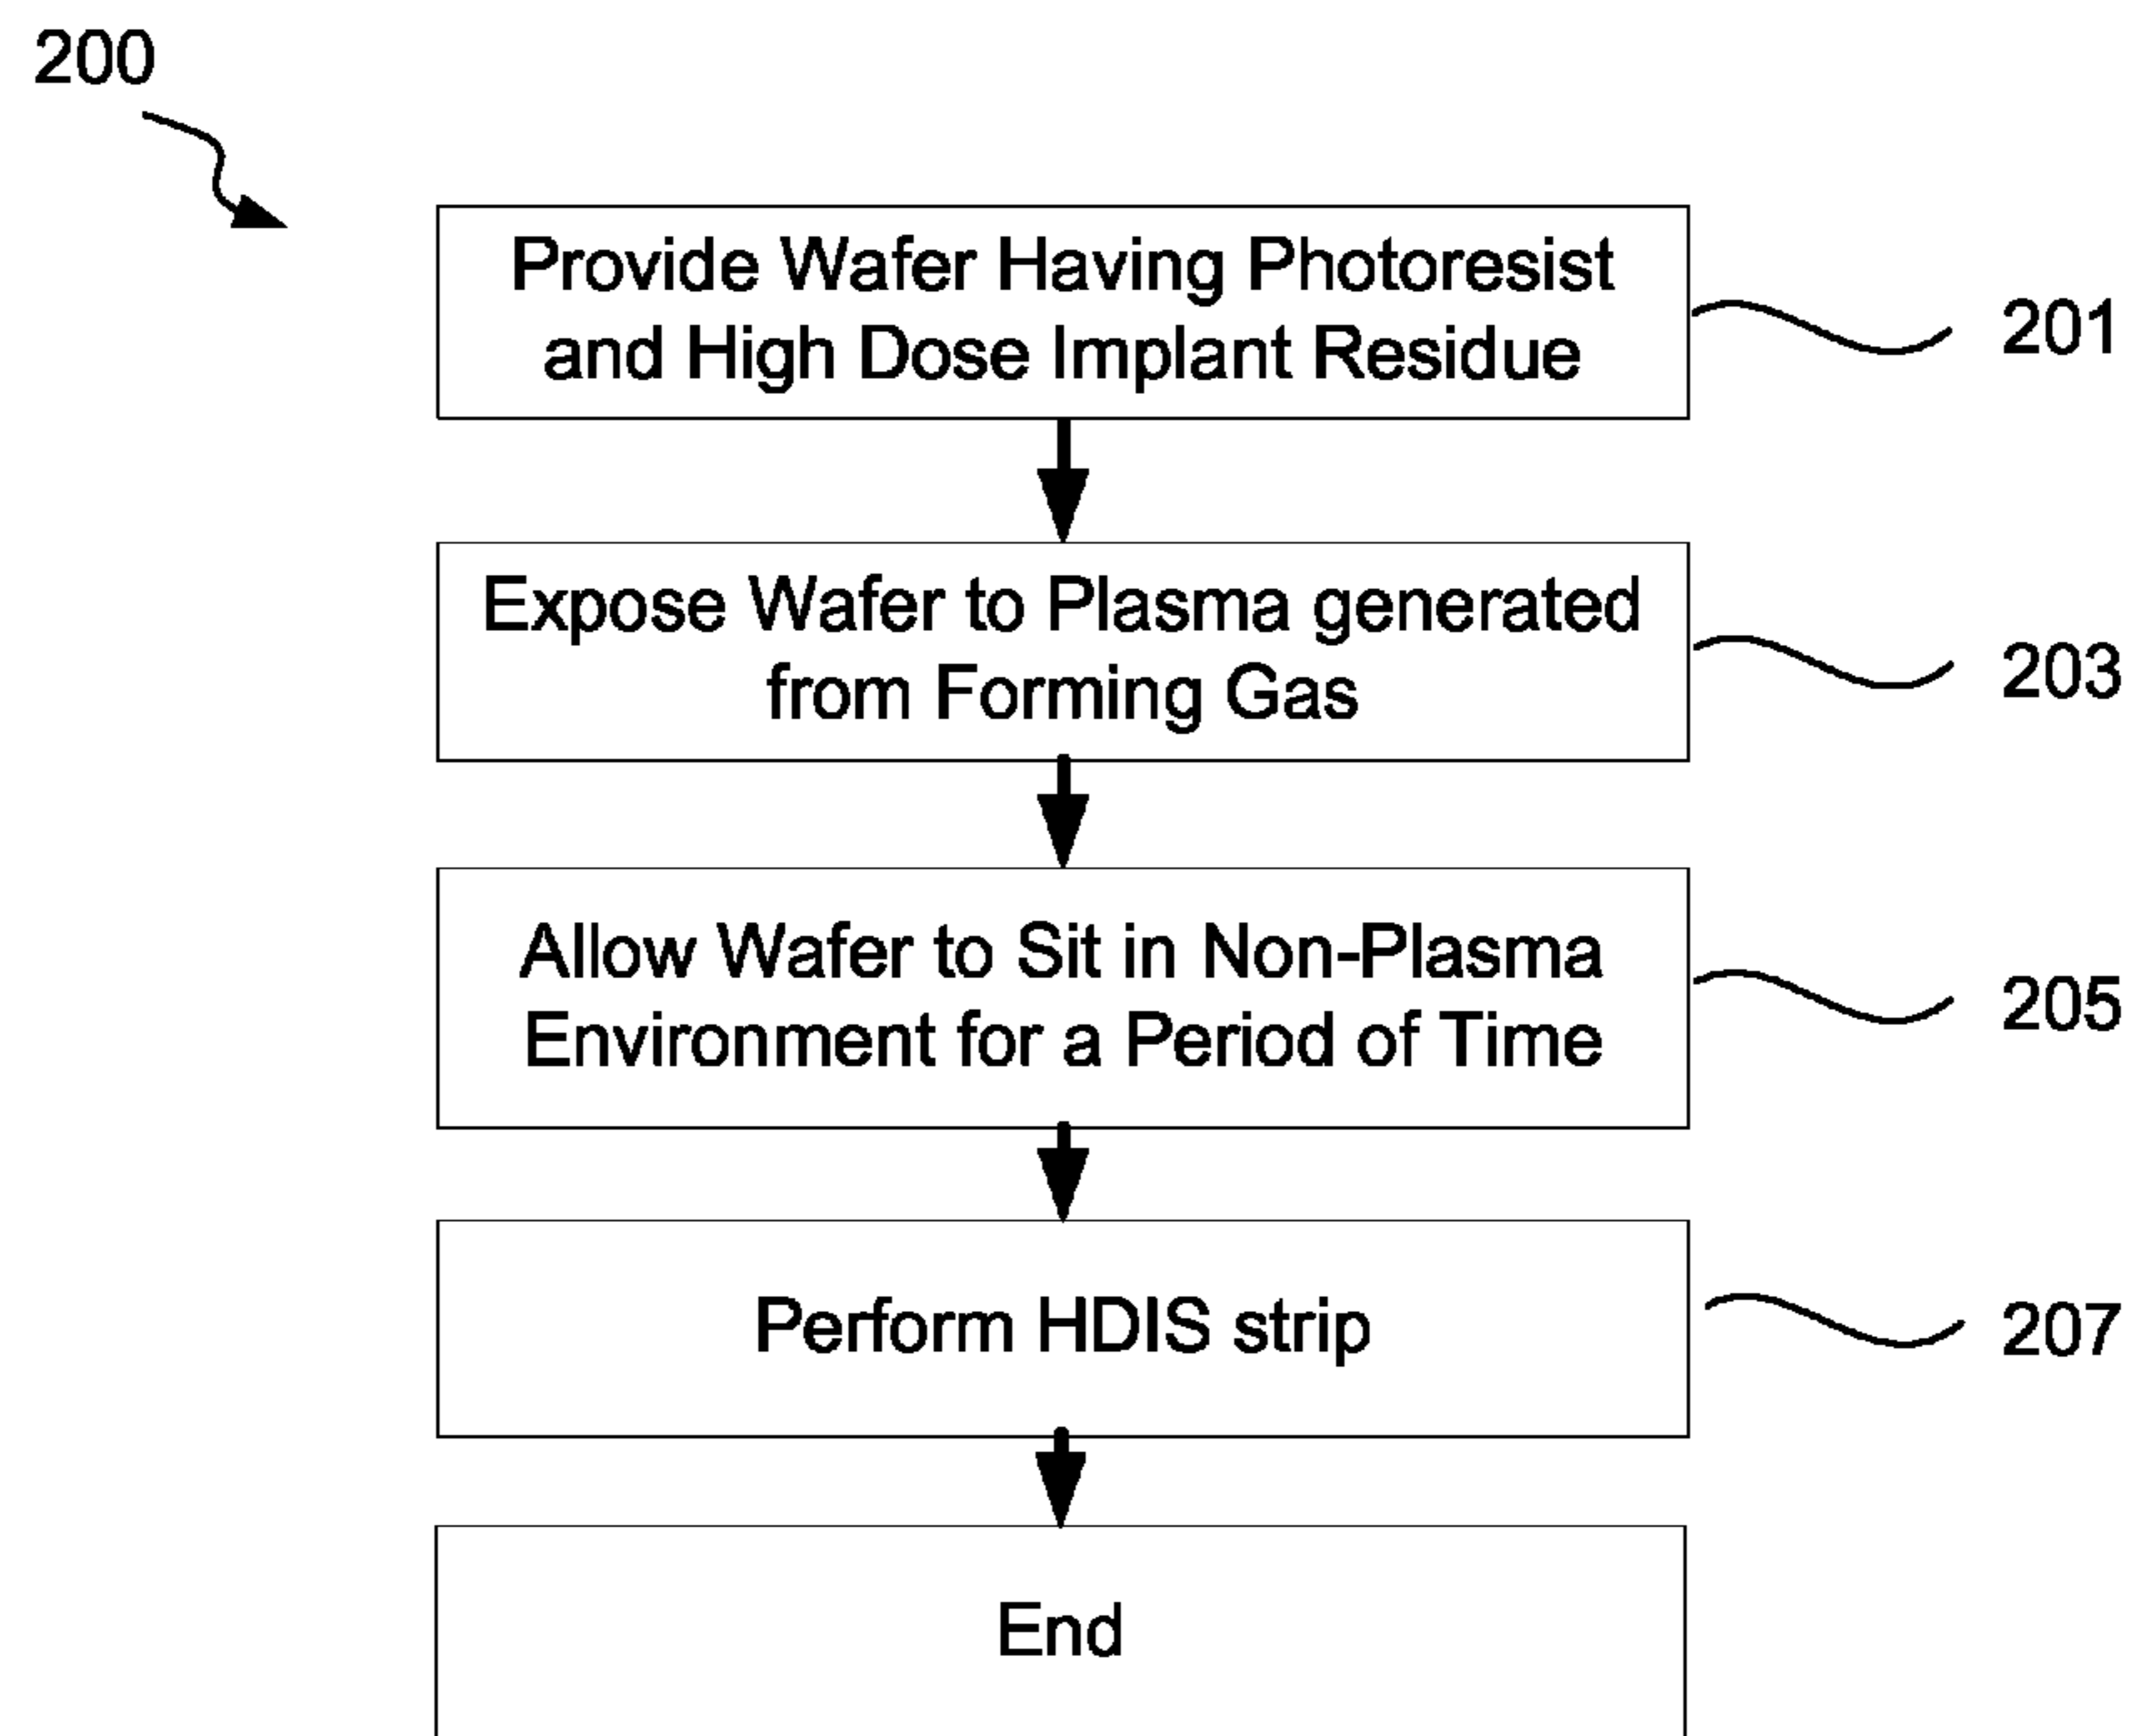 200
Provide Wafer Having Photoresist
and High Dose Implant Residue
201
Expose Wafer to Plasma generated
from Forming Gas
203
Allow Wafer to Sit in Non-Plasma
Environment for a Period of Time
205
Perform HDIS strip
207
End